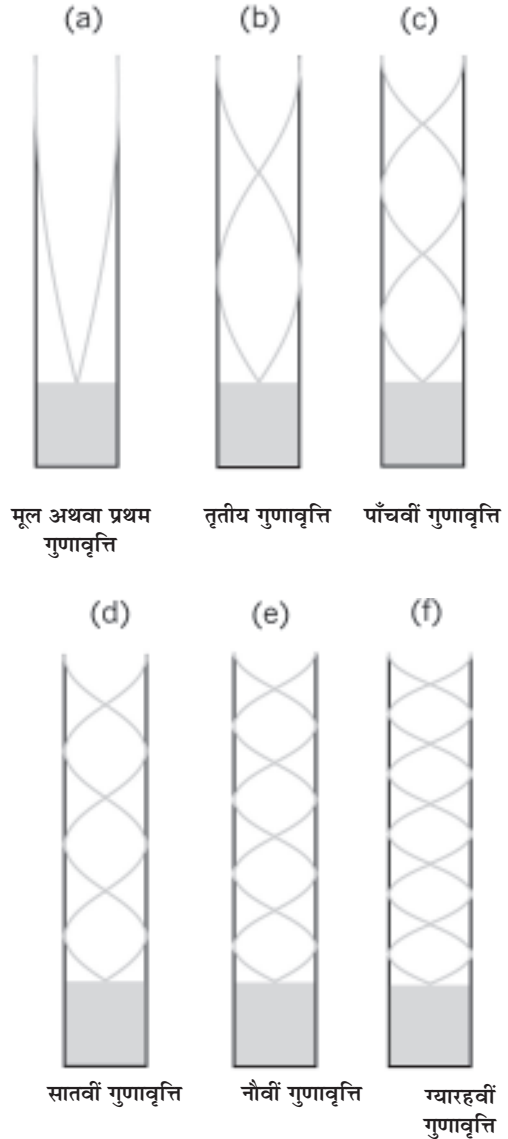 (a) (b) (c)
मूल अथवा प्रथम गुणावृत्ति
तृतीय गुणावृत्ति
पाँचवीं गुणावृत्ति
(d) (e) (f)
सातवीं गुणावृत्ति
नौवीं गुणावृत्ति
ग्यारहवीं गुणावृत्ति